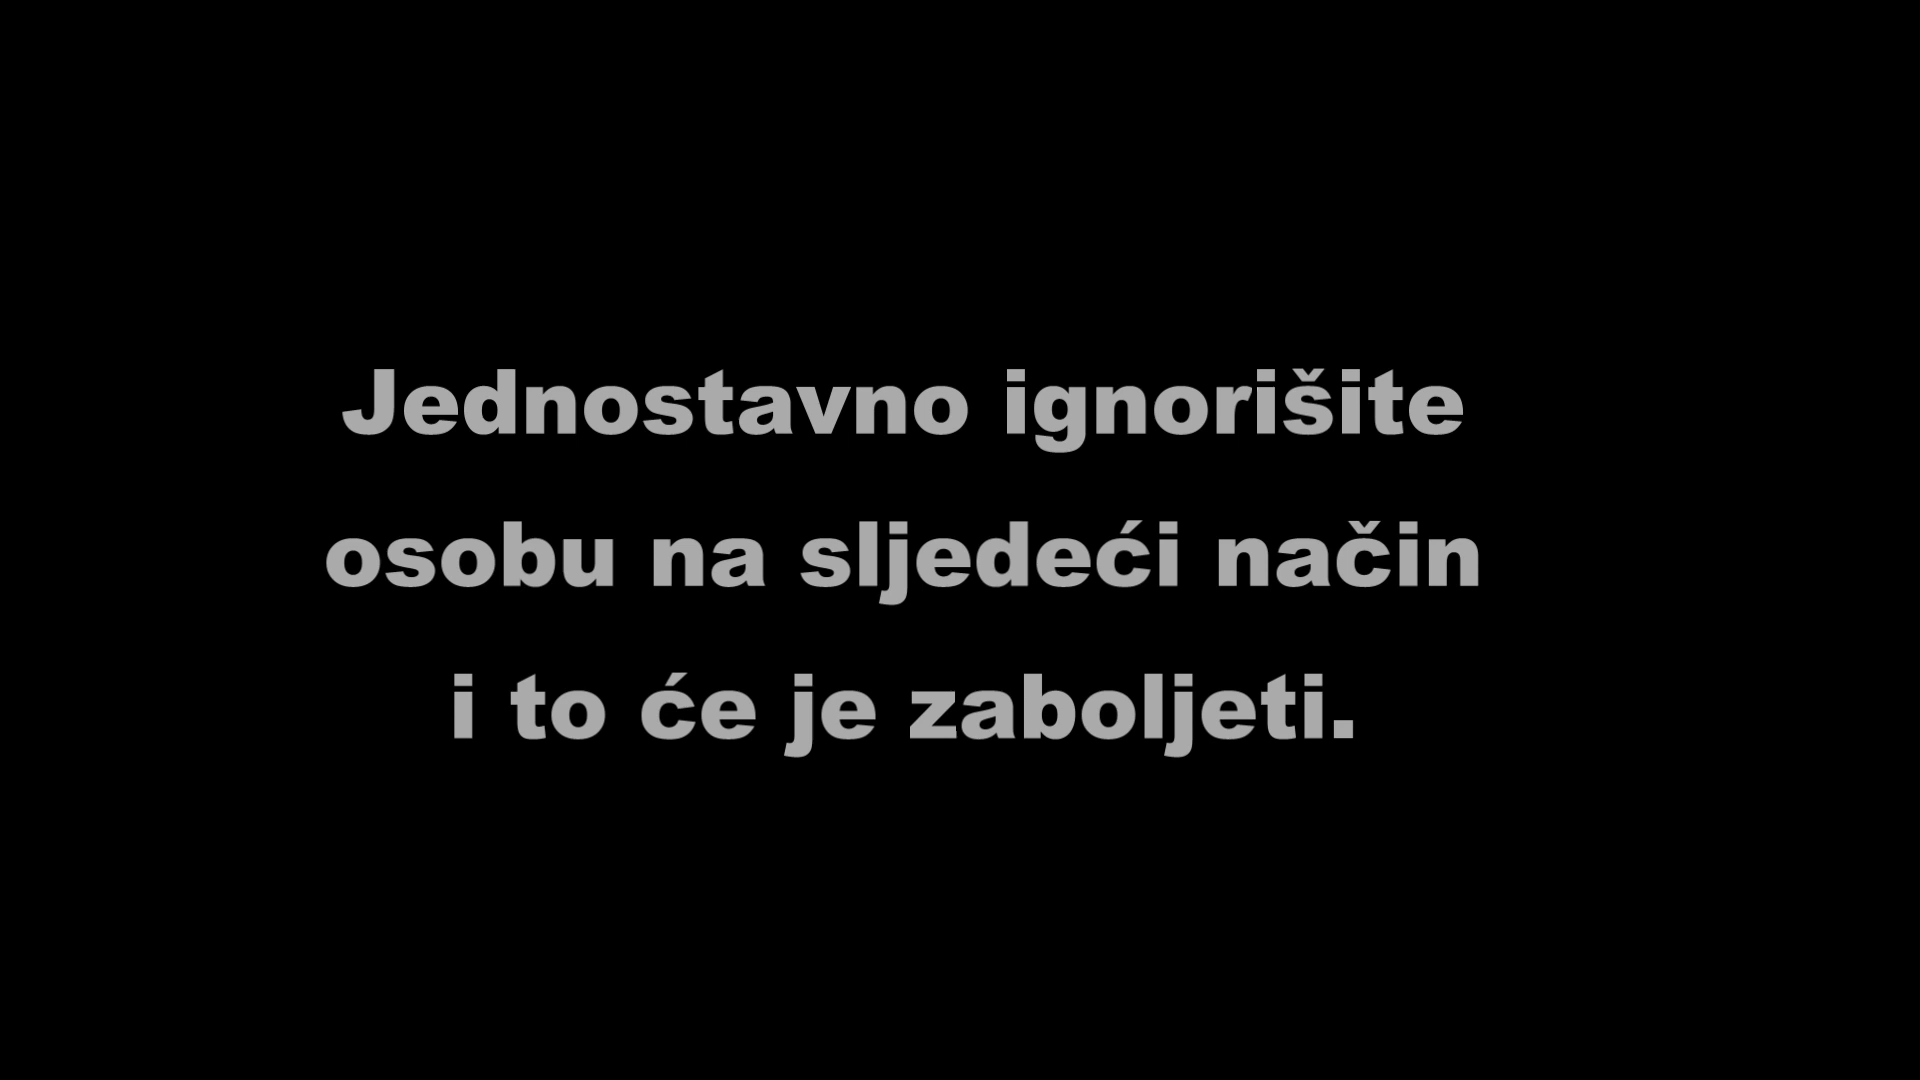 Jednostavno ignorišite
osobu na sljedeći način
i to će je zaboljeti.